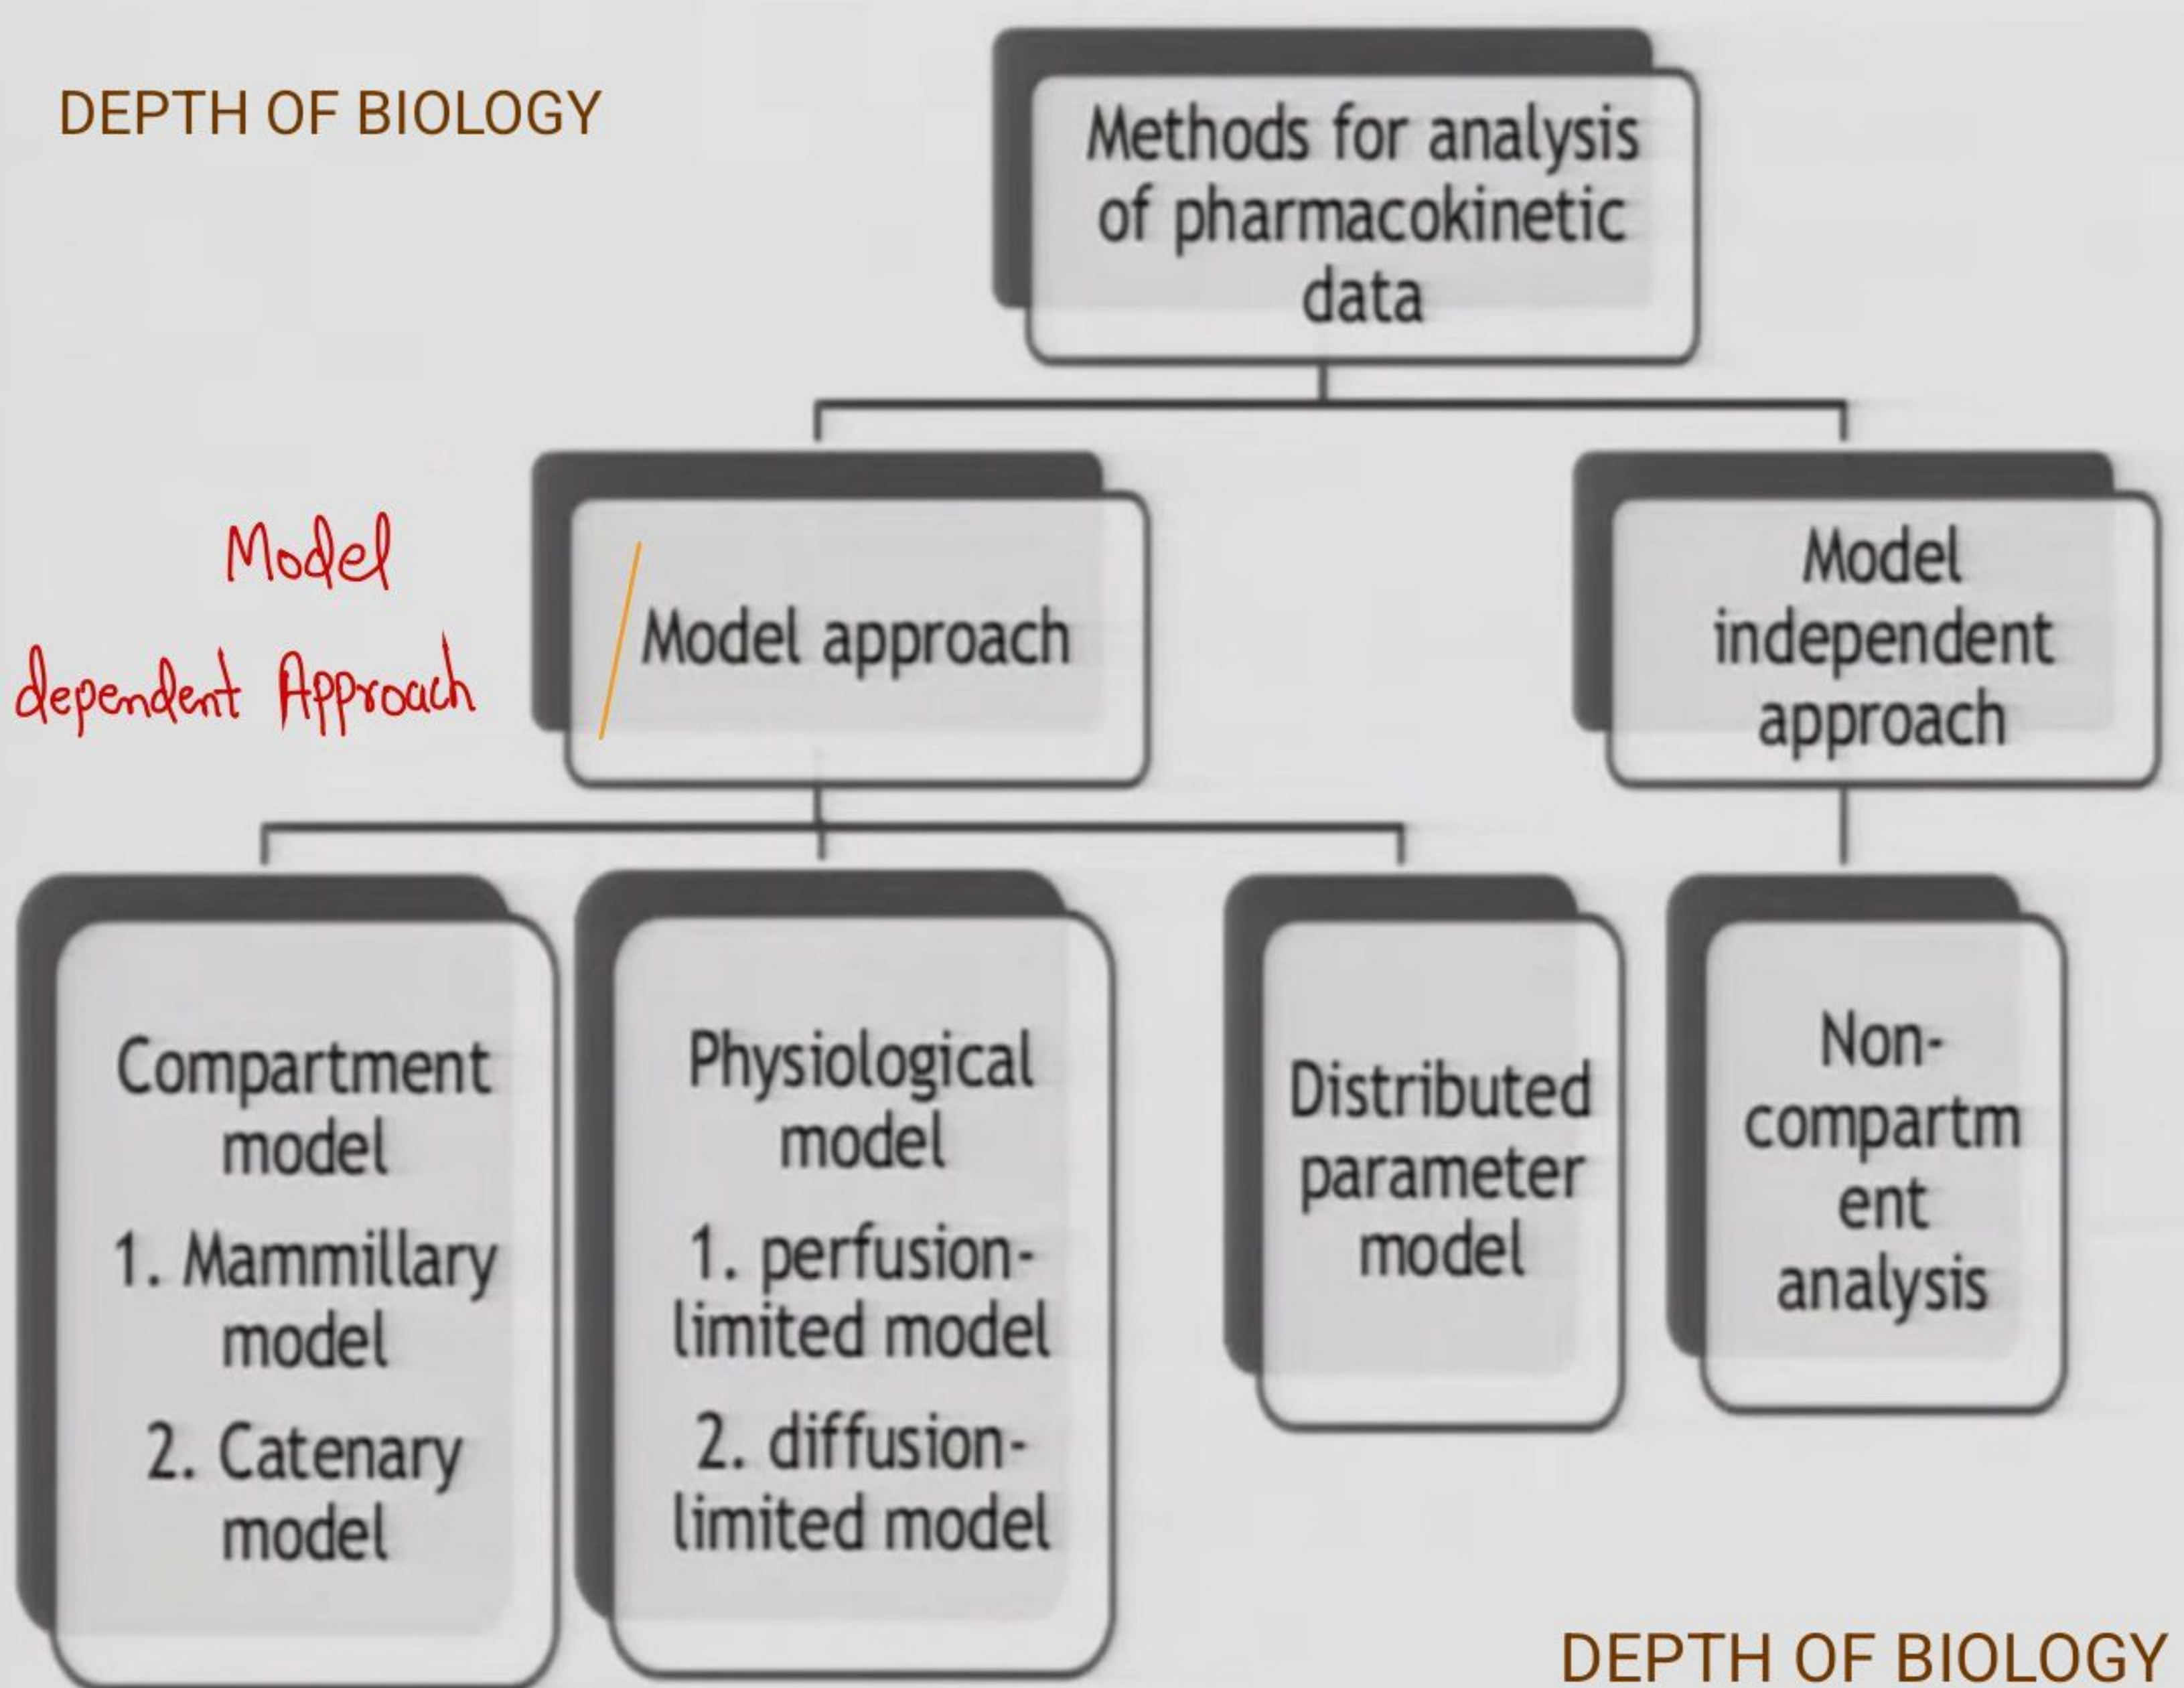 DEPTH OF BIOLOGY
Methods for analysis
of pharmacokinetic
data
Model
dependent Approach
Model approach
Model
independent
approach
Compartment
model
1. Mammillary
model
2. Catenary
model
Physiological
model
1. perfusion-
limited model
2. diffusion-
limited model
Distributed
parameter
model
Non-
compartm
ent
analysis
DEPTH OF BIOLOGY